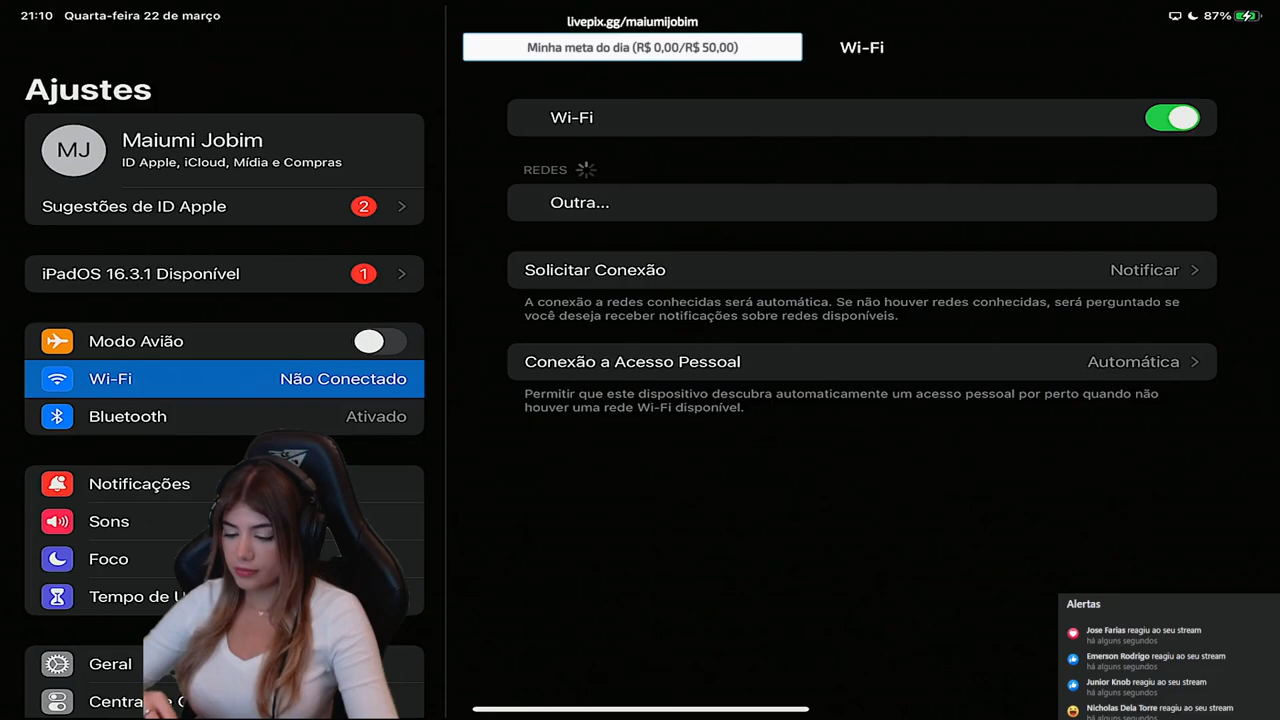 21:10 Quarta-feira 22 de março
87%
livepix.gg/maiumijobim
Minha meta do dia (R$ 0,00/R$ 50,00)
Wi-Fi
Ajustes
MJ
Maiumi Jobim
ID Apple, iCloud, Mídia e Compras
Sugestões de ID Apple 2
iPadOS 16.3.1 Disponível 1
Modo Avião
Wi-Fi Não Conectado
Bluetooth Ativado
Notificações
Sons
Foco
Tempo de U
Geral
Centra
Wi-Fi
REDES
Outra...
Solicitar Conexão Notificar
A conexão a redes conhecidas será automática. Se não houver redes conhecidas, será perguntado se
você deseja receber notificações sobre redes disponíveis.
Conexão a Acesso Pessoal Automática
Permitir que este dispositivo descubra automaticamente um acesso pessoal por perto quando não
houver uma rede Wi-Fi disponível.
Alertas
Jose Farias reagiu ao seu stream
há alguns segundos
Emerson Rodrigo reagiu ao seu stream
há alguns segundos
Junior Knob reagiu ao seu stream
há alguns segundos
Nicholas Dela Torre reagiu ao seu stream